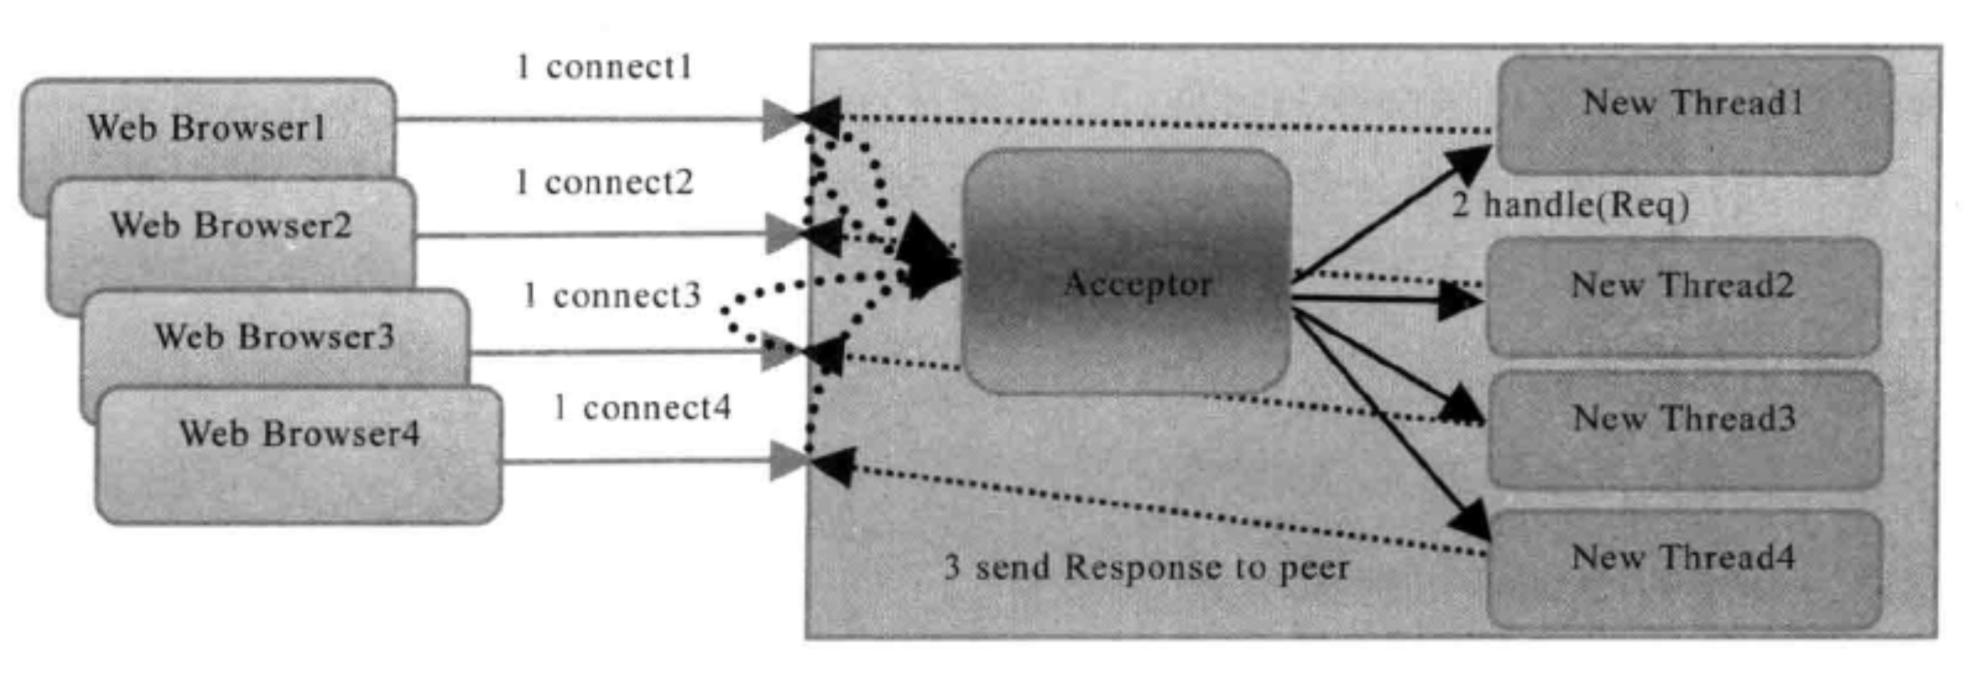 1 connect1
Web Browser1
1 connect2
Web Browser2
1 connect3
Web Browser3
1 connect4
Web Browser4
Acceptor
New Thread1
2 handle(Req)
New Thread2
New Thread3
New Thread4
3 send Response to peer